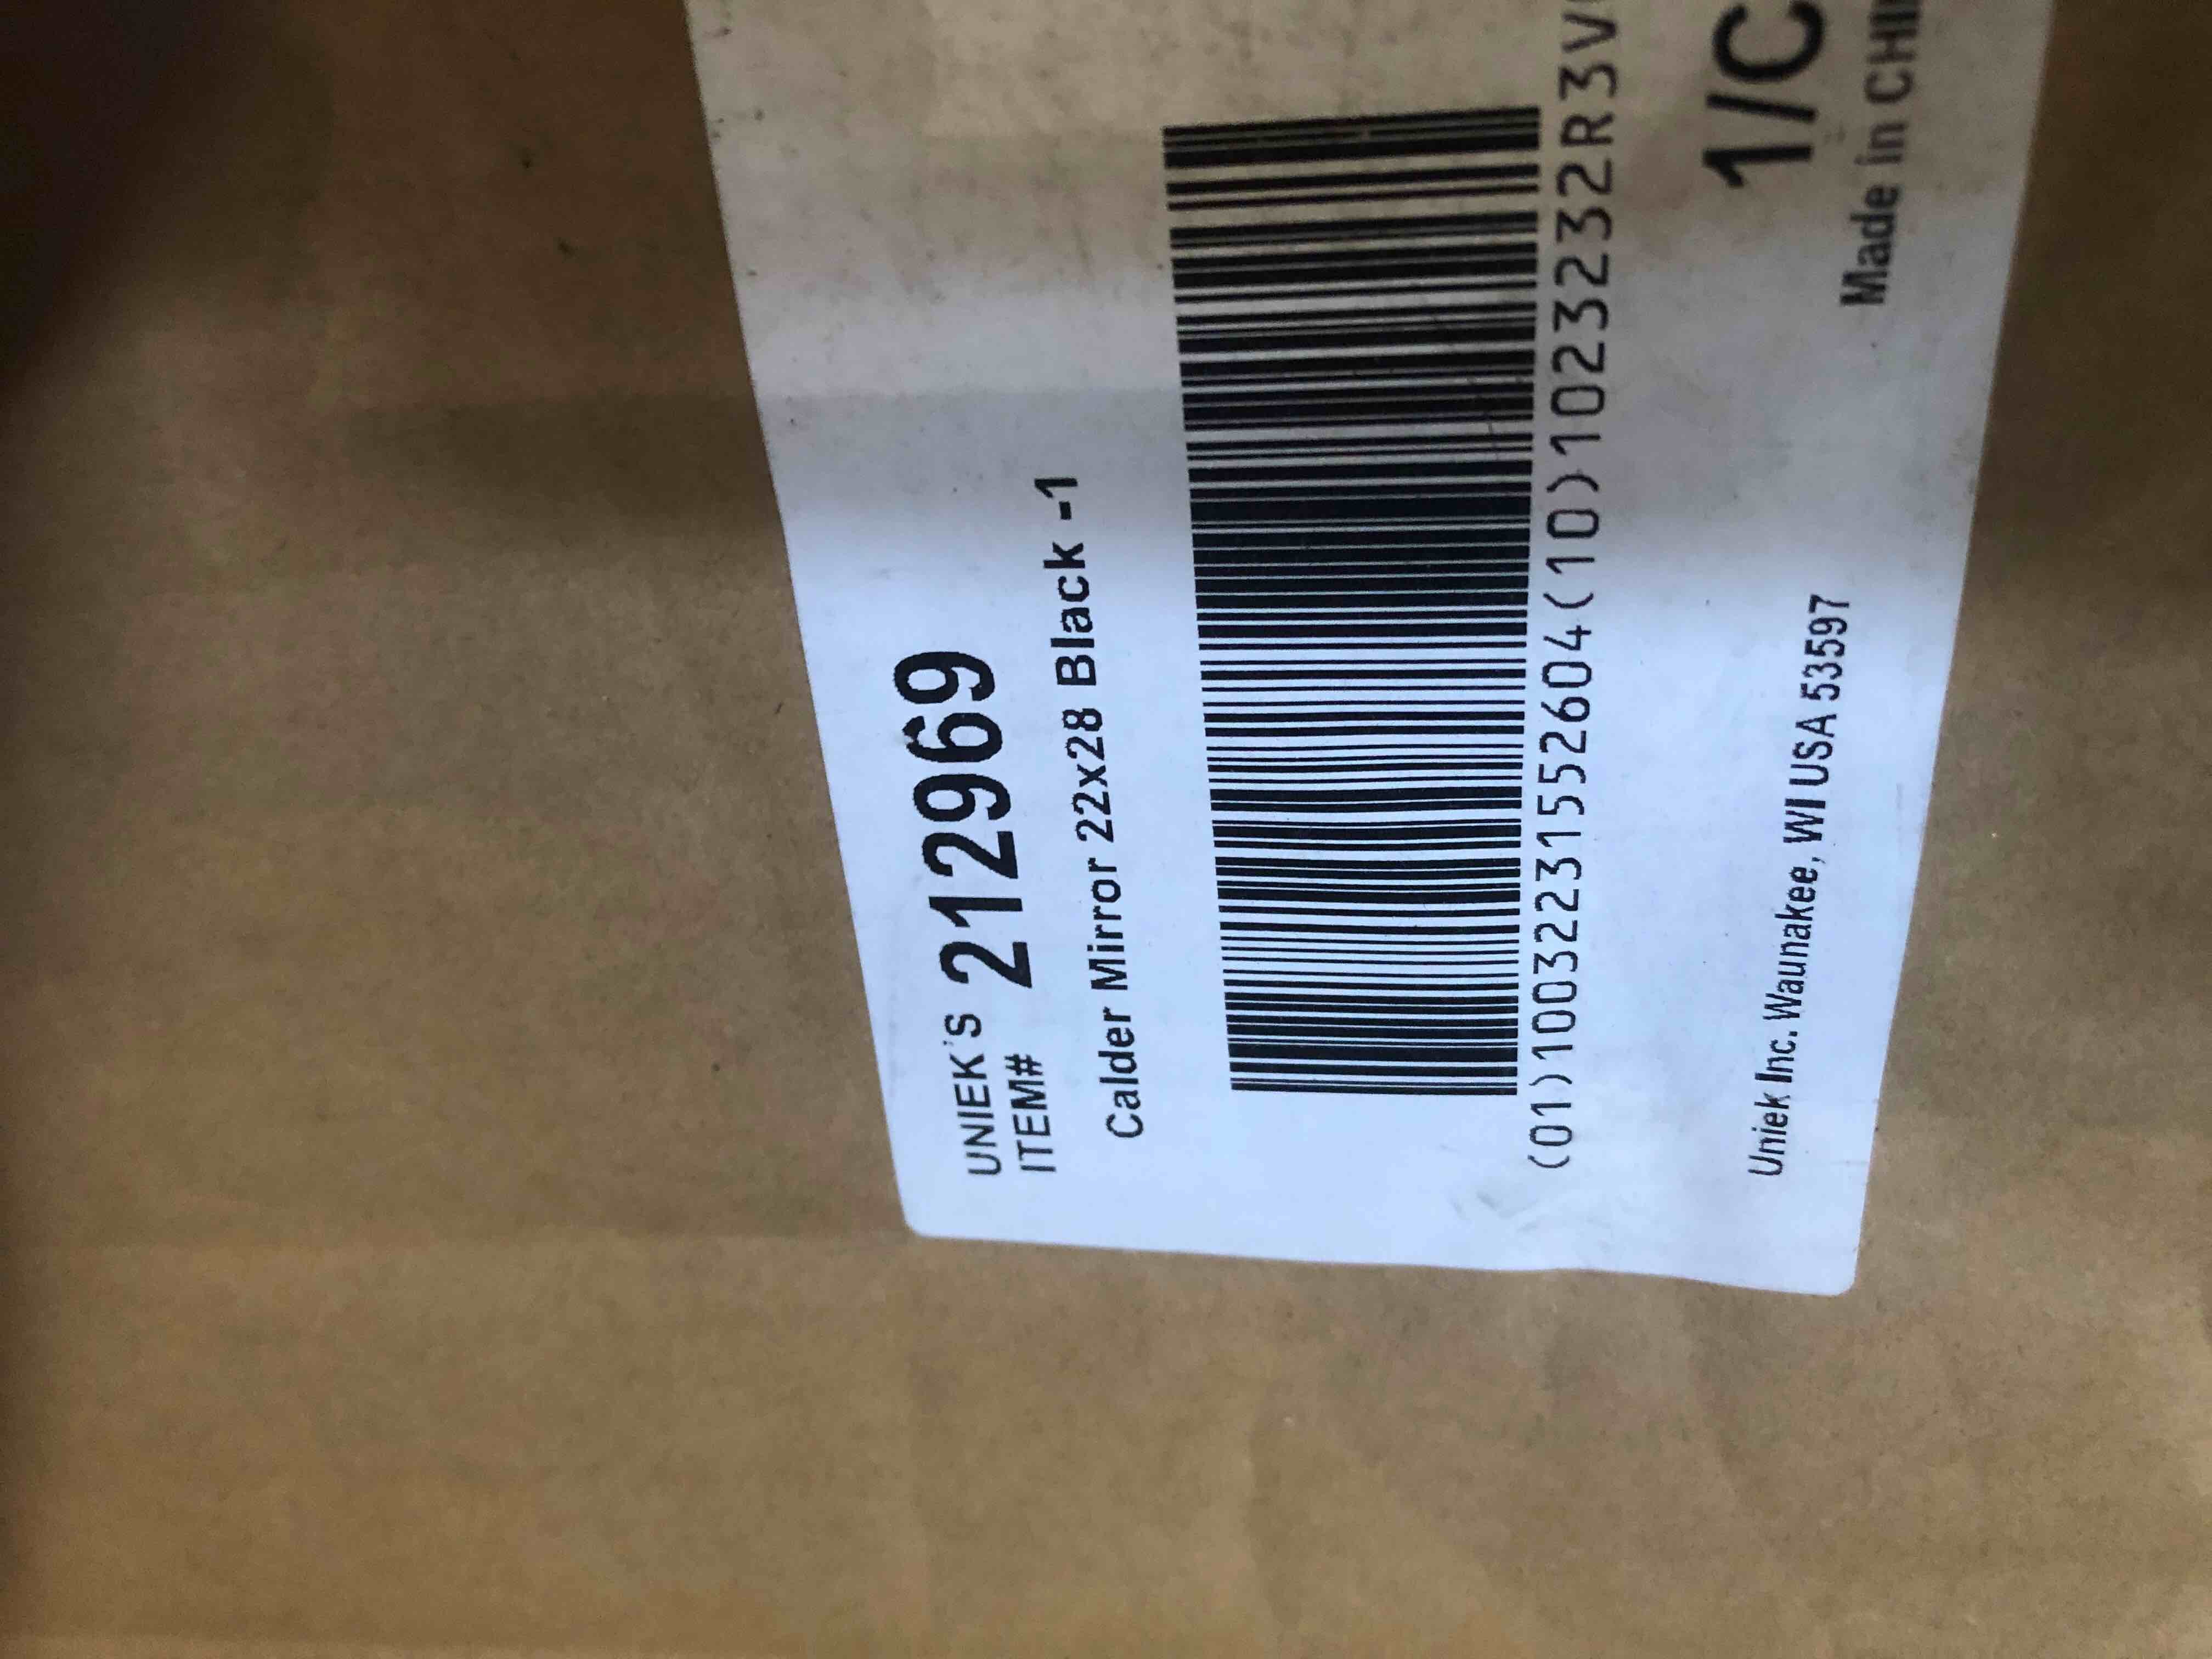 UNIEK'S
ITEM# 212969
Calder Mirror 22x28 Black -1
(01)10032231552604(10)1023232R3V
1/C
Uniek Inc. Waunakee, WI USA 53597
Made in